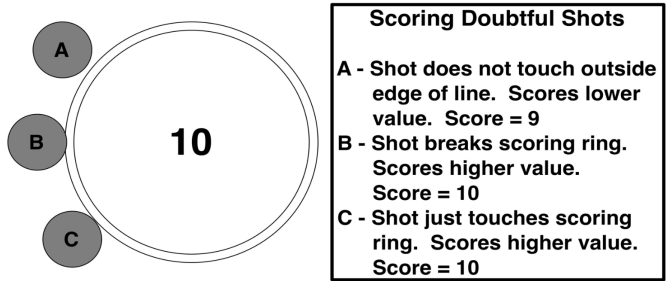 A
B
10
C
Scoring Doubtful Shots
A - Shot does not touch outside
edge of line. Scores lower
value. Score = 9
B - Shot breaks scoring ring.
Scores higher value.
Score = 10
C - Shot just touches scoring
ring. Scores higher value.
Score = 10